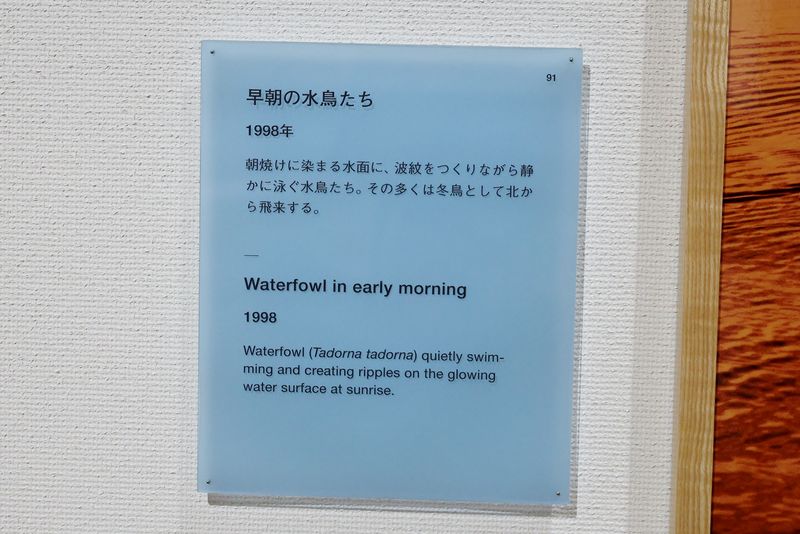 91
早朝の水鳥たち
1998年
朝焼けに染まる水面に、波紋をつくりながら静
かに泳ぐ水鳥たち。その多くは冬鳥として北か
ら飛来する。
—
Waterfowl in early morning
1998
Waterfowl (Tadorna tadorna) quietly swim-
ming and creating ripples on the glowing
water surface at sunrise.